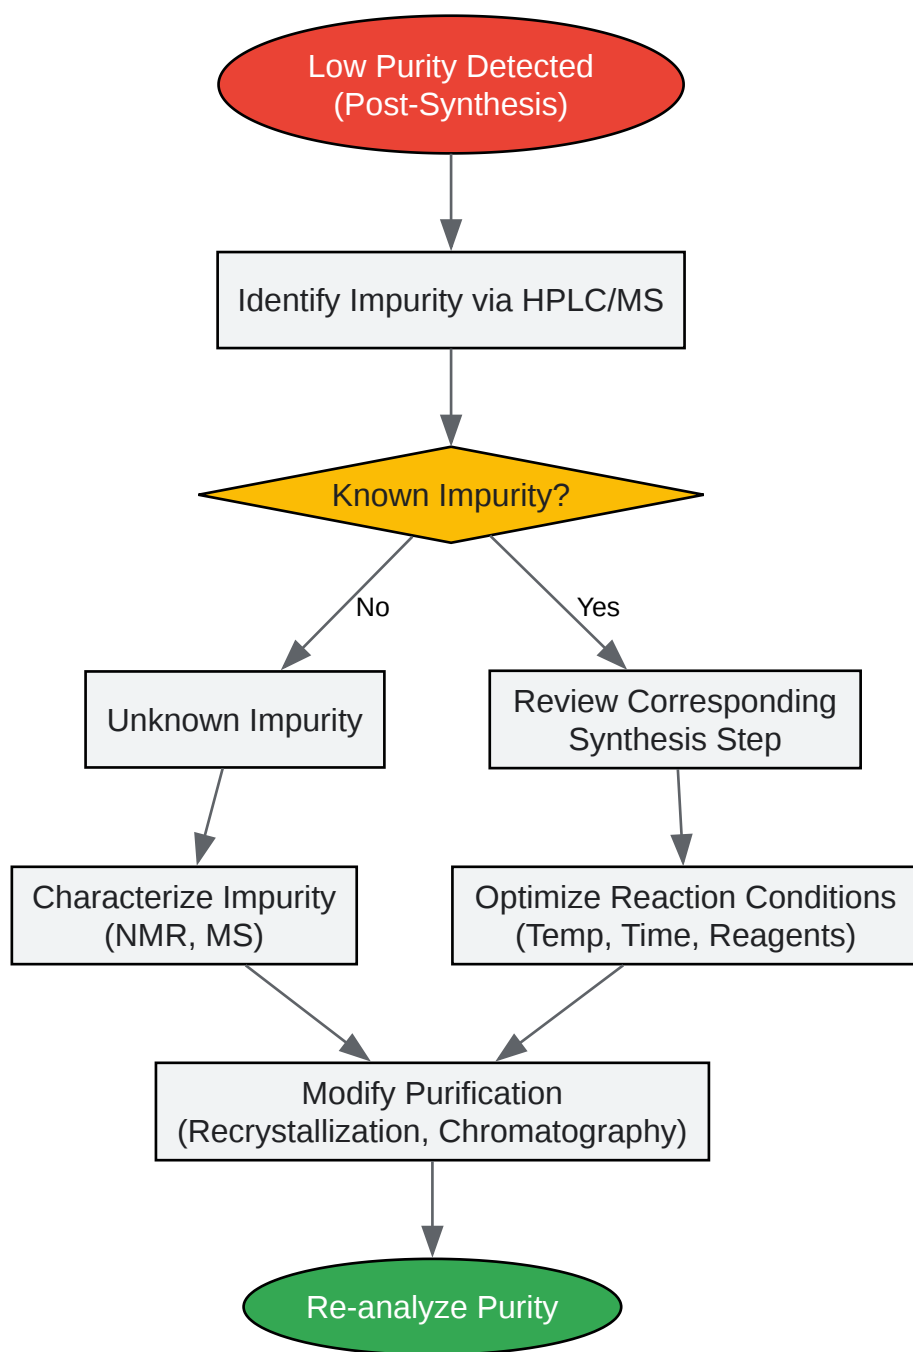 Low Purity Detected
(Post-Synthesis)
Identify Impurity via HPLC/MS
Known Impurity?
No
Yes
Unknown Impurity
Review Corresponding
Synthesis Step
Characterize Impurity
(NMR, MS)
Optimize Reaction Conditions
(Temp, Time, Reagents)
Modify Purification
(Recrystallization, Chromatography)
Re-analyze Purity